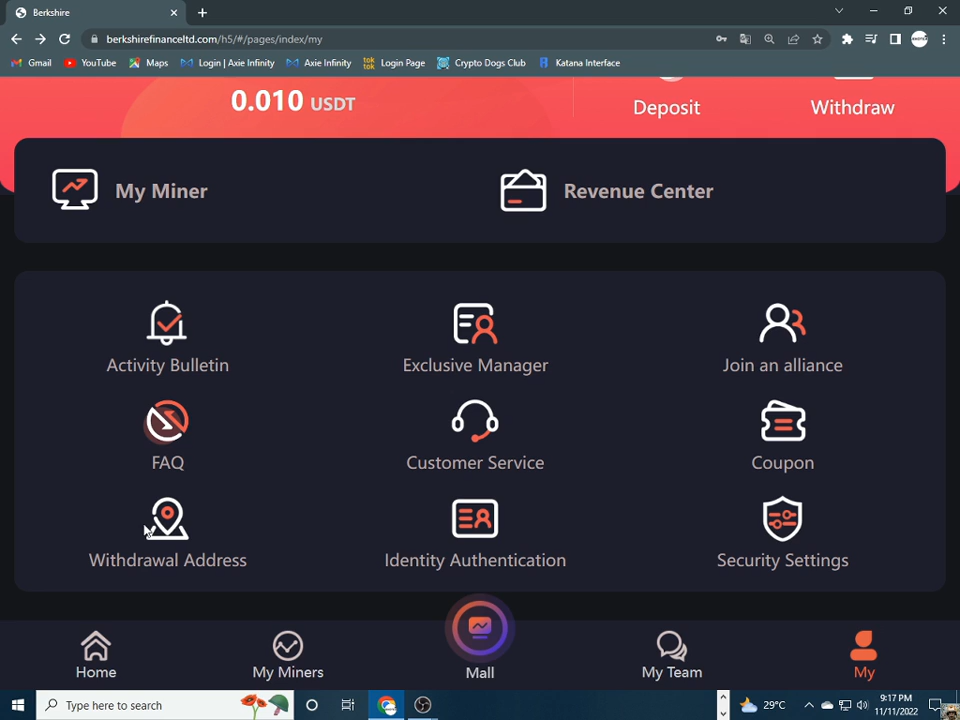 Berkshire
berkshirefinanceltd.com/h5/#/pages/index/my
Gmail YouTube Maps Login | Axie Infinity Axie Infinity Login Page Crypto Dogs Club Katana Interface
0.010 USDT
Deposit Withdraw
My Miner Revenue Center
Activity Bulletin Exclusive Manager Join an alliance
FAQ Customer Service Coupon
Withdrawal Address Identity Authentication Security Settings
Home My Miners Mall My Team My
Type here to search 29°C 9:17 PM
11/11/2022